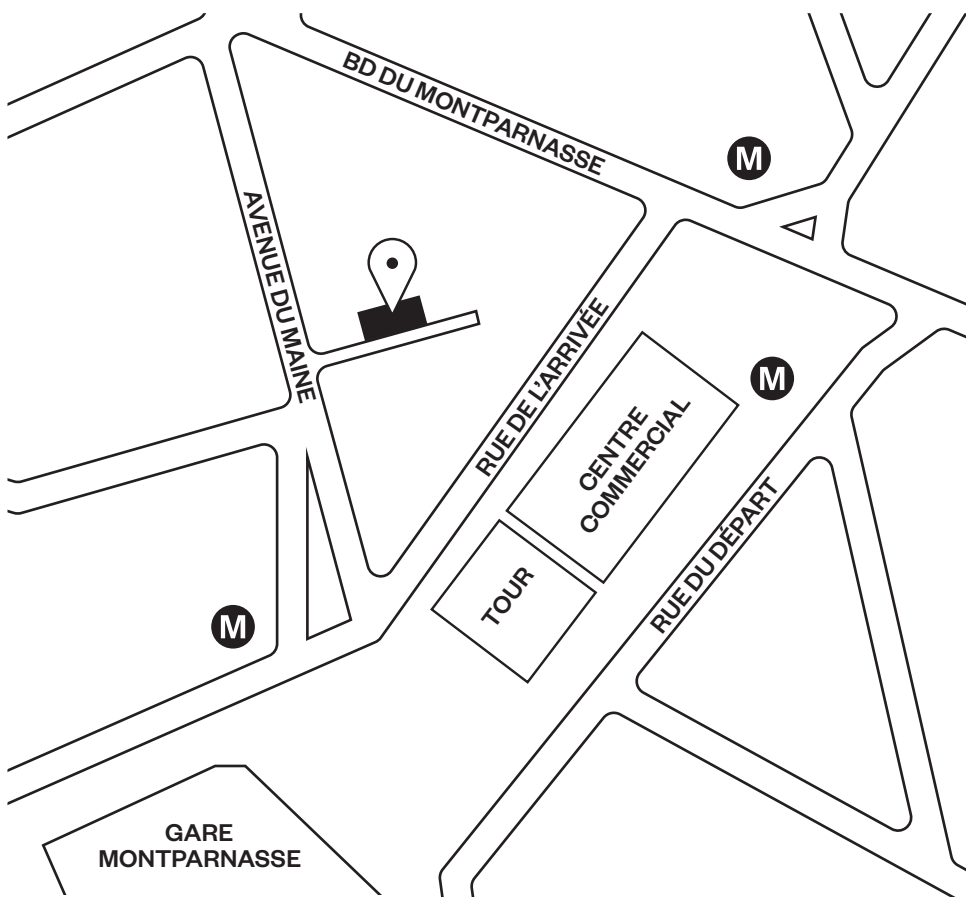 BD DU MONTPARNASSE
M
AVENUE DU MAINE
RUE DE L'ARRIVÉE
M
CENTRE
COMMERCIAL
RUE DU DÉPART
TOUR
M
GARE
MONTPARNASSE